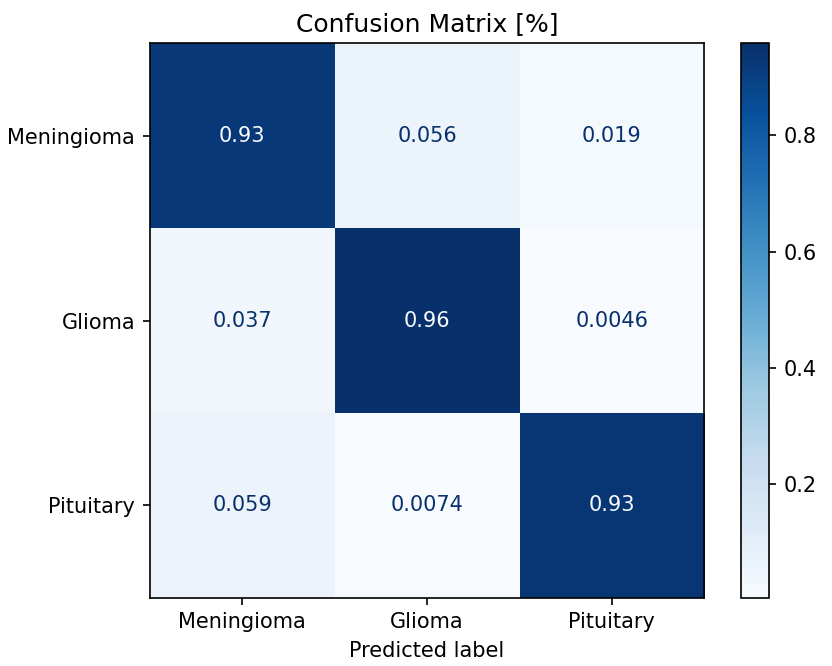 Confusion Matrix [%]
Meningioma 0.93 0.056 0.019
Glioma 0.037 0.96 0.0046
Pituitary 0.059 0.0074 0.93
Meningioma Glioma Pituitary
Predicted label
0.8
0.6
0.4
0.2